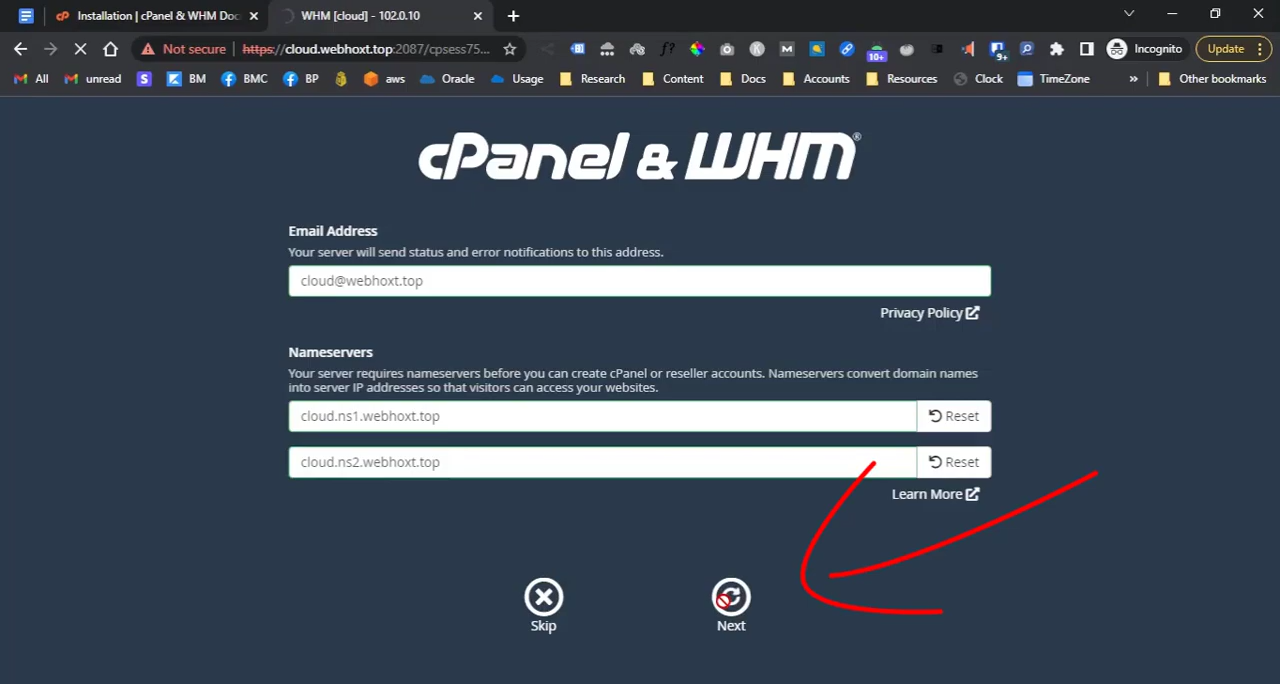 Installation | cPanel & WHM Doc
WHM [cloud] - 102.0.10
Not secure | https://cloud.webhoxt.top:2087/cpsess75...
10+
9+
Incognito
Update
All
unread
BM
BMC
BP
aws
Oracle
Usage
Research
Content
Docs
Accounts
Resources
Clock
TimeZone
»
Other bookmarks
cPanel & WHM®
Email Address
Your server will send status and error notifications to this address.
cloud@webhoxt.top
Privacy Policy
Nameservers
Your server requires nameservers before you can create cPanel or reseller accounts. Nameservers convert domain names
into server IP addresses so that visitors can access your websites.
cloud.ns1.webhoxt.top
Reset
cloud.ns2.webhoxt.top
Reset
Learn More
Skip
Next